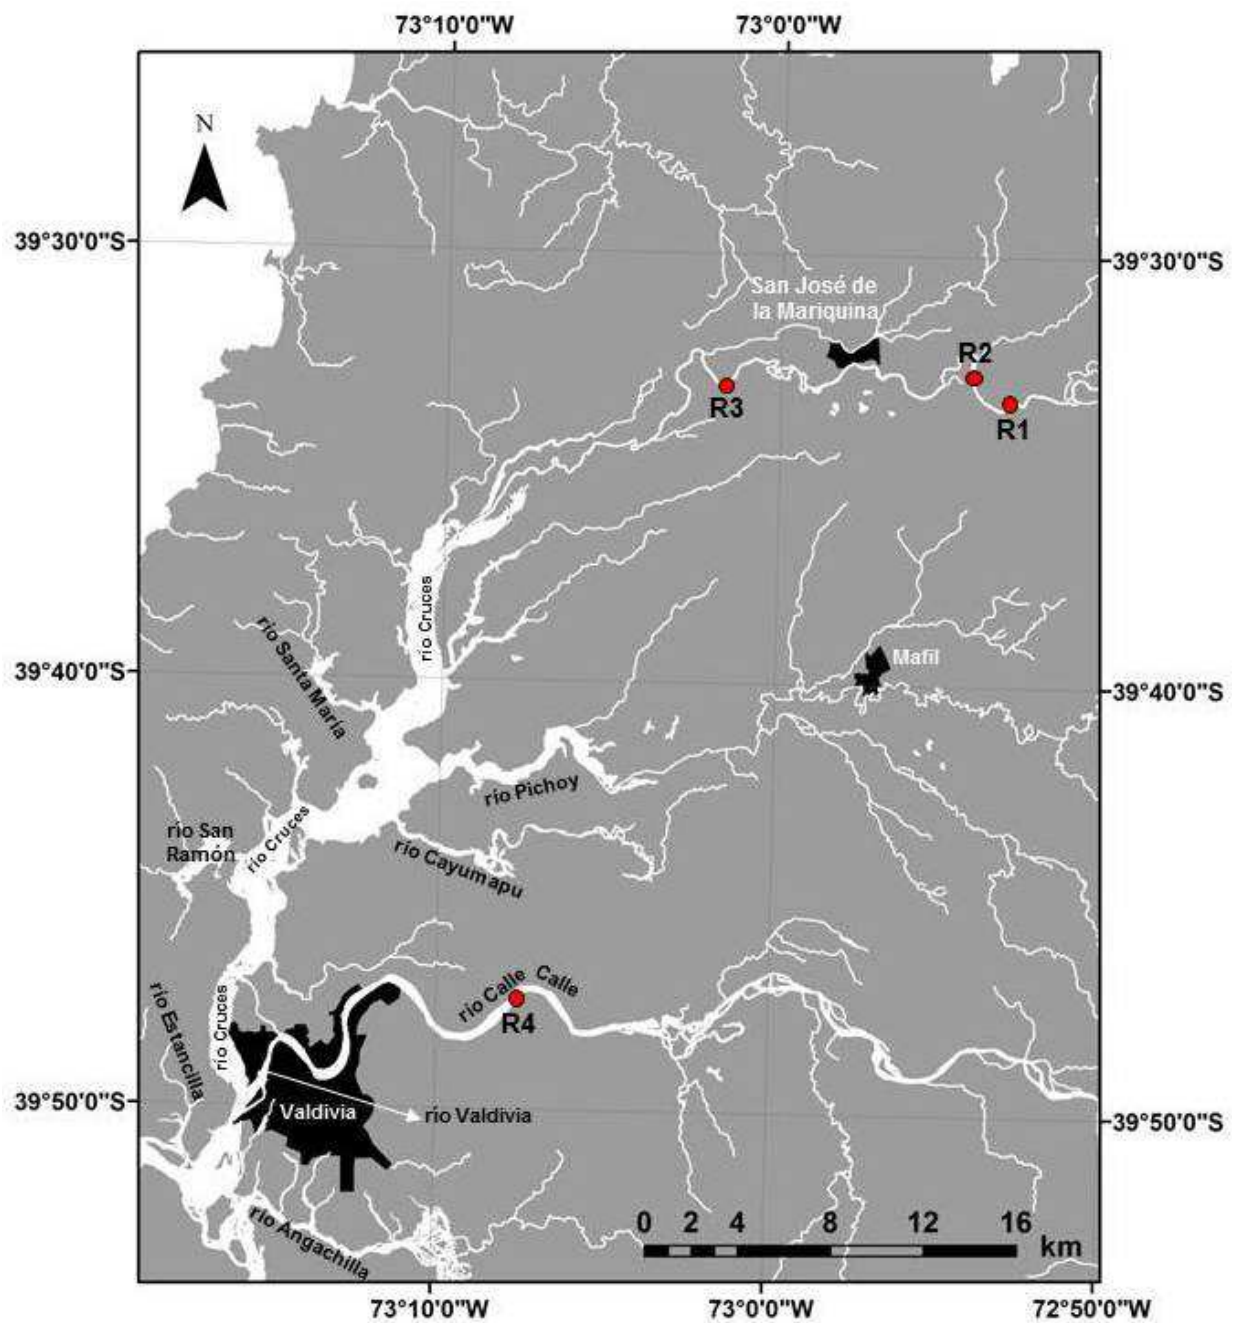 73°10'0"W
73°0'0"W
N
39°30'0"S
39°30'0"S
San José de
la Mariquina
R2
R3
R1
río Cruces
río Santa María
Mafil
39°40'0"S
39°40'0"S
río Pichoy
río San
Ramón
río Cruces
río Cayumapu
río Calle Calle
R4
río Estancilla
río Cruces
39°50'0"S
Valdivia
río Valdivia
39°50'0"S
río Angachilla
0 2 4 8 12 16
km
73°10'0"W
73°0'0"W
72°50'0"W